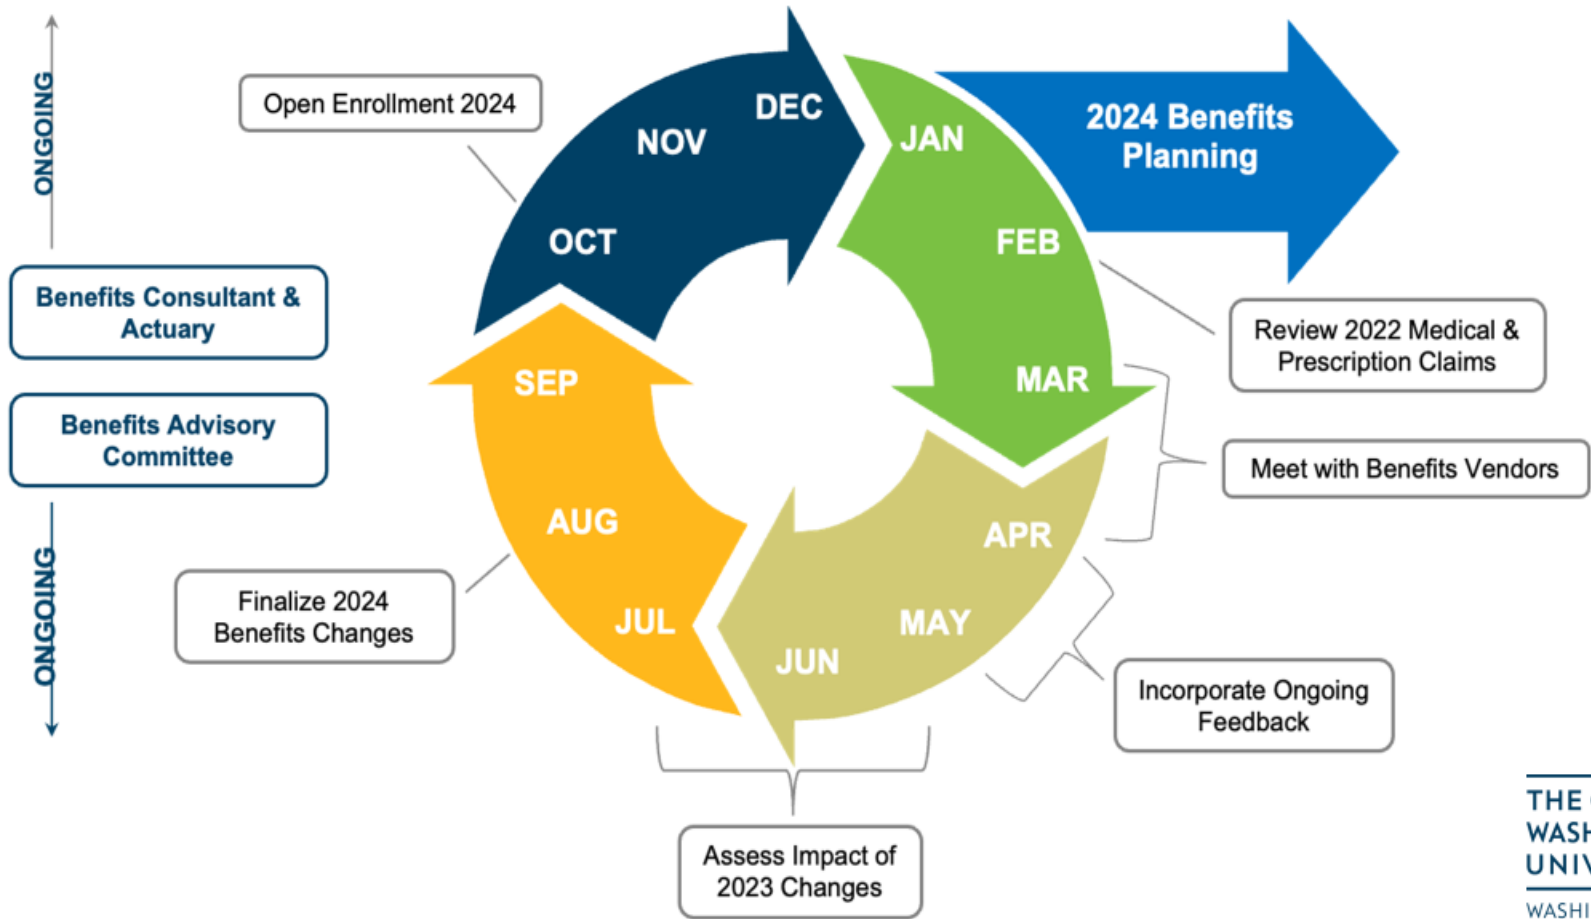 ONGOING
Open Enrollment 2024
DEC
NOV
OCT
JAN
FEB
MAR
2024 Benefits
Planning
Benefits Consultant &
Actuary
Benefits Advisory
Committee
ONGOING
Review 2022 Medical &
Prescription Claims
Meet with Benefits Vendors
SEP
AUG
JUL
APR
MAY
JUN
Finalize 2024
Benefits Changes
Incorporate Ongoing
Feedback
Assess Impact of
2023 Changes
THE
WASH
UNIV
WASHI